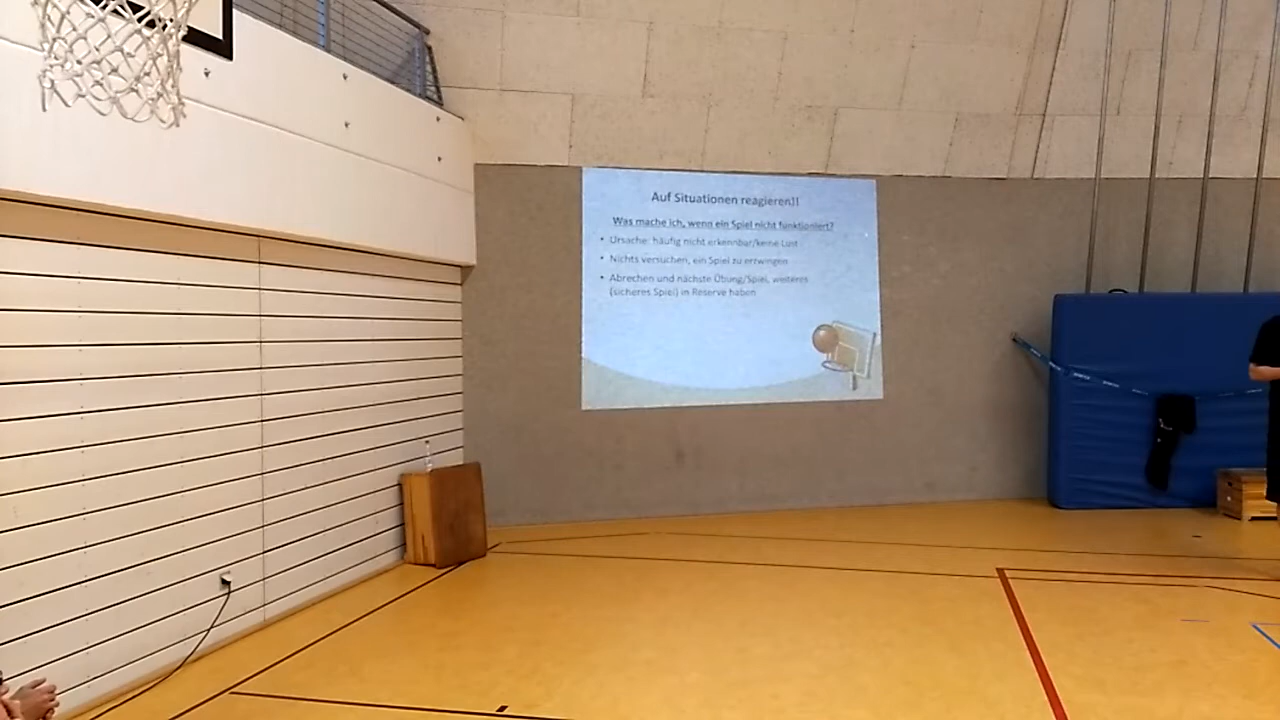 Auf Situationen reagieren!!
Was mache ich, wenn ein Spiel nicht funktioniert?
• Ursache: häufig nicht erkennbar/keine Lust
• Nichts versuchen, ein Spiel zu erzwingen
• Abrechen und nächste Übung/Spiel, weiteres
(sicheres Spiel) in Reserve haben